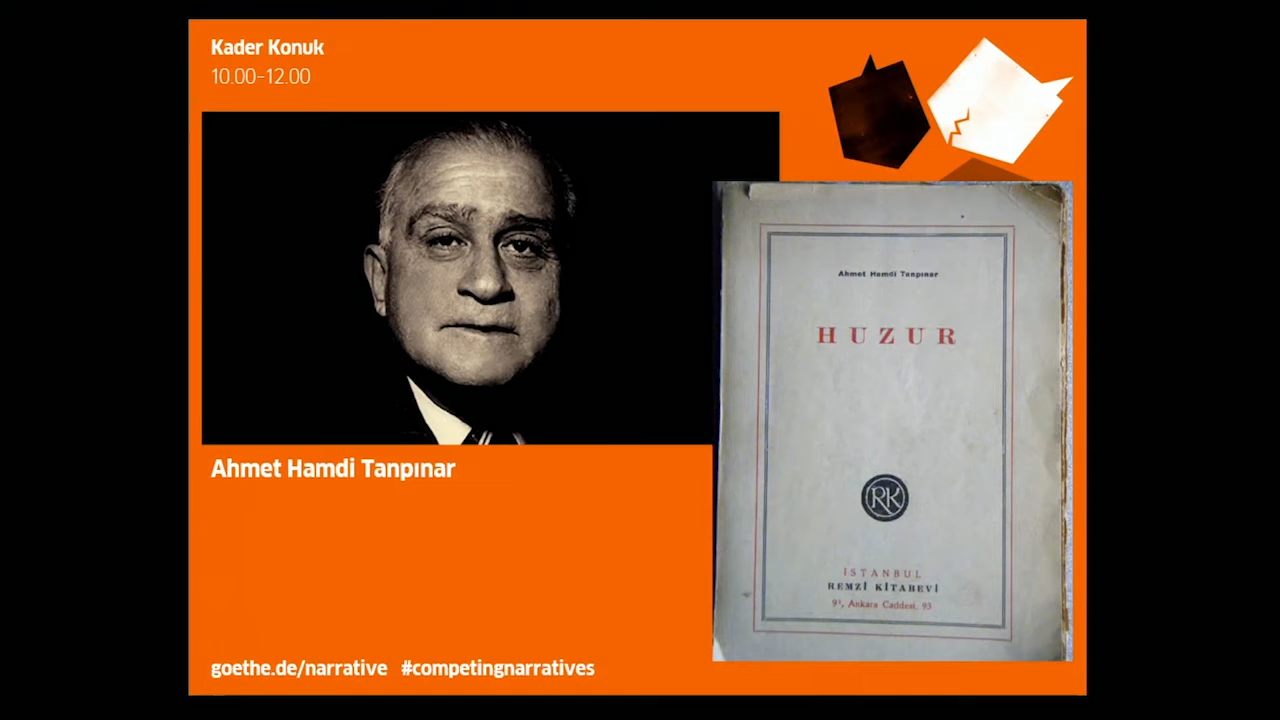 Kader Konuk
10.00–12.00
Ahmet Hamdi Tanpınar
Ahmet Hamdi Tanpınar
HUZUR
RK
İSTANBUL
REMZİ KİTABEVİ
93, Ankara Caddesi, 93
goethe.de/narrative #competingnarratives